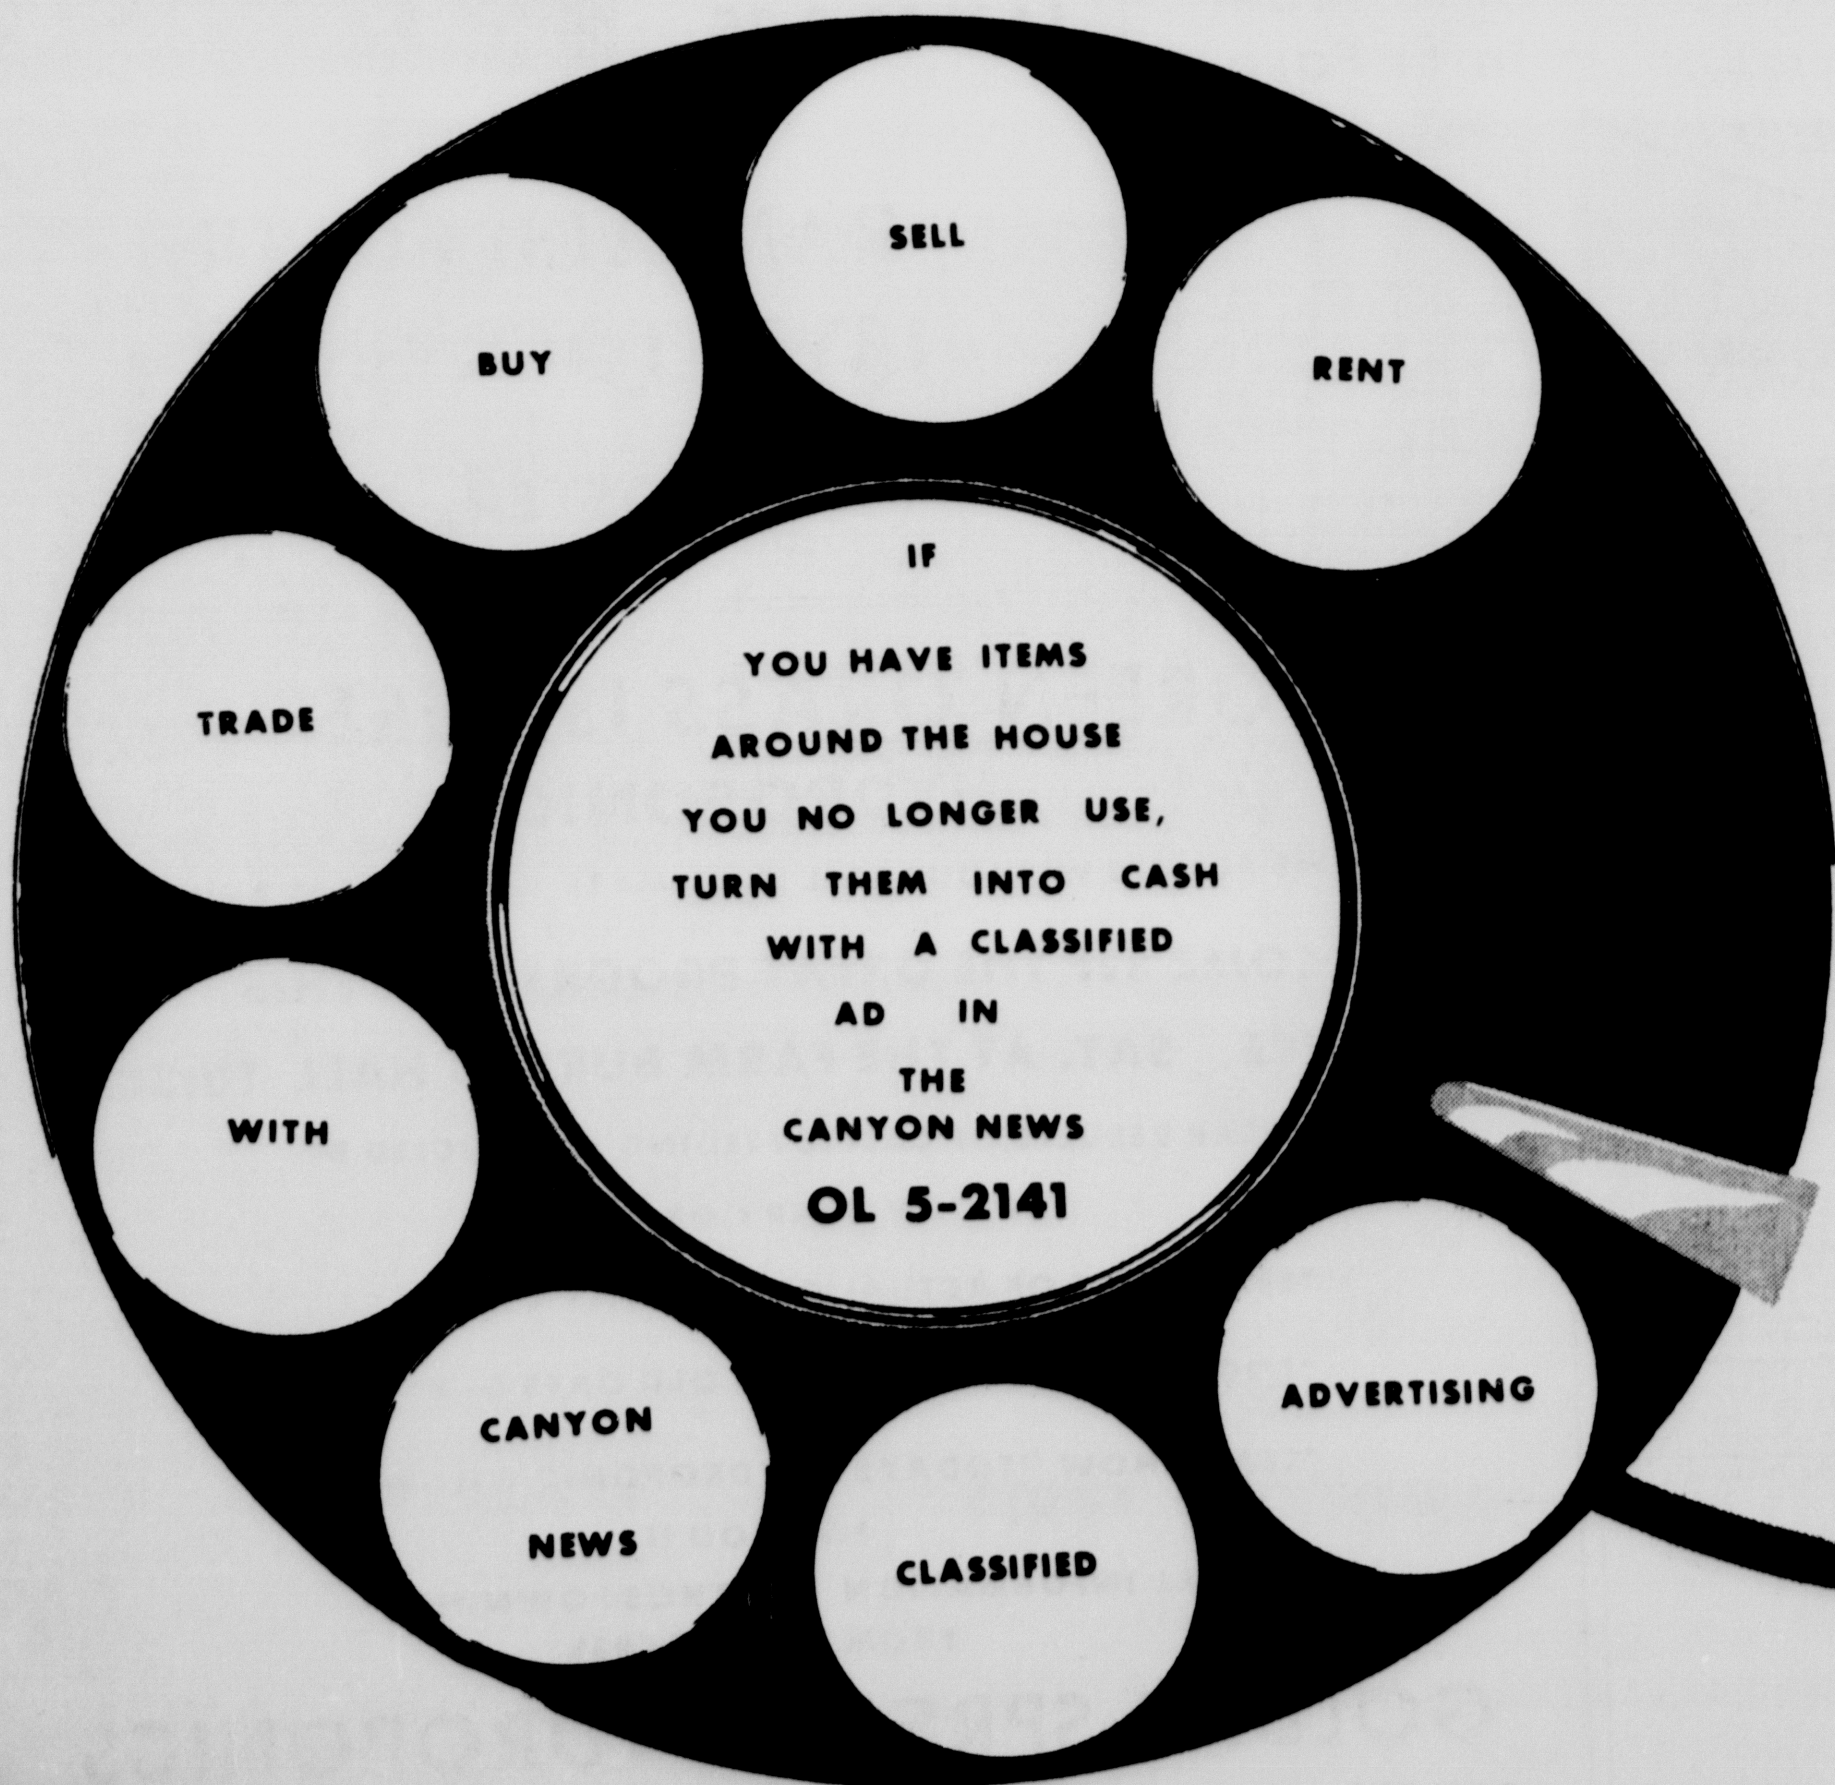 SELL
BUY
RENT
TRADE
WITH
CANYON
NEWS
CLASSIFIED
ADVERTISING
IF
YOU HAVE ITEMS
AROUND THE HOUSE
YOU NO LONGER USE,
TURN THEM INTO CASH
WITH A CLASSIFIED
AD IN
THE
CANYON NEWS
OL 5-2141